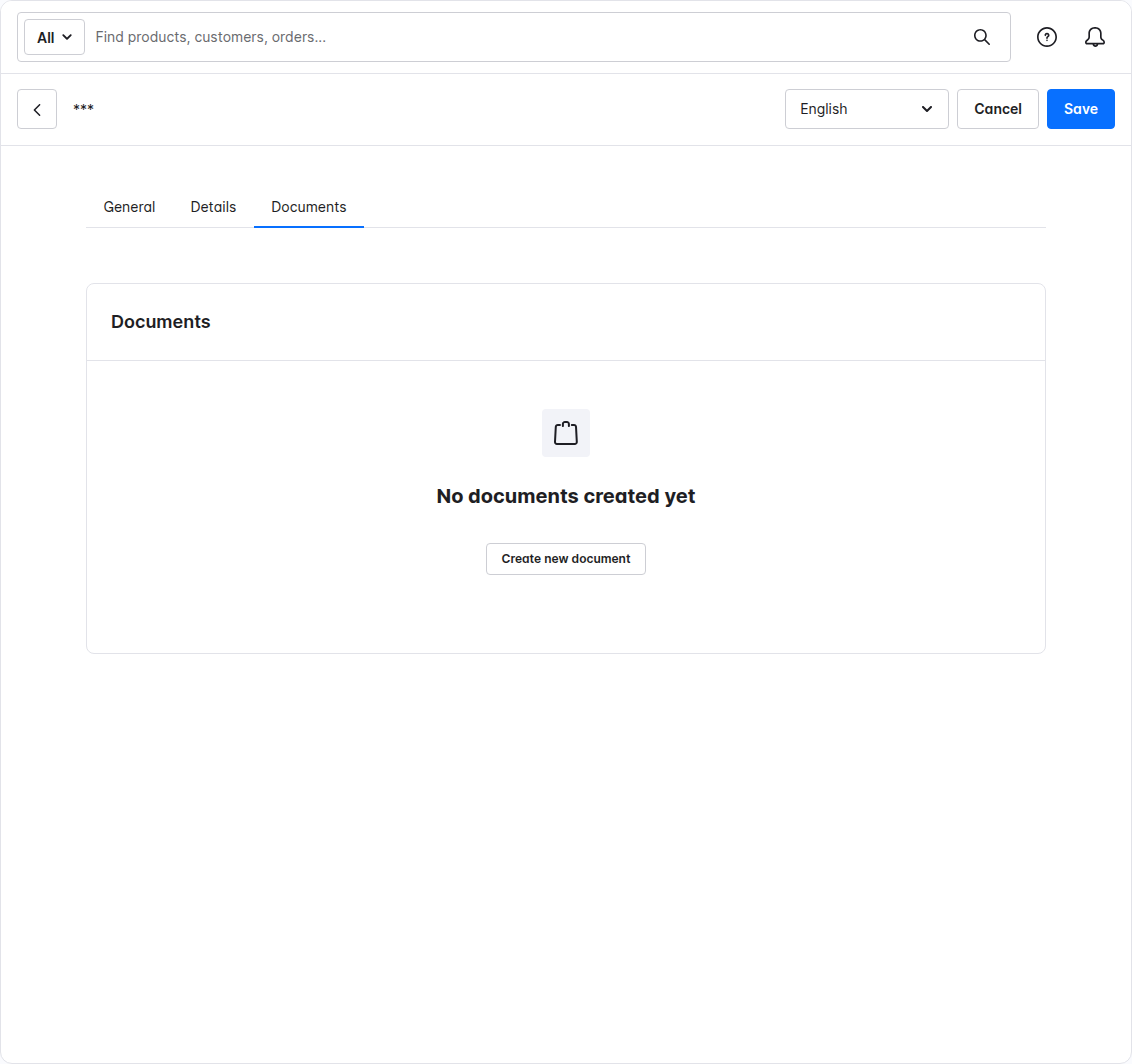 All Find products, customers, orders...
*** English Cancel Save
General Details Documents
Documents
No documents created yet
Create new document